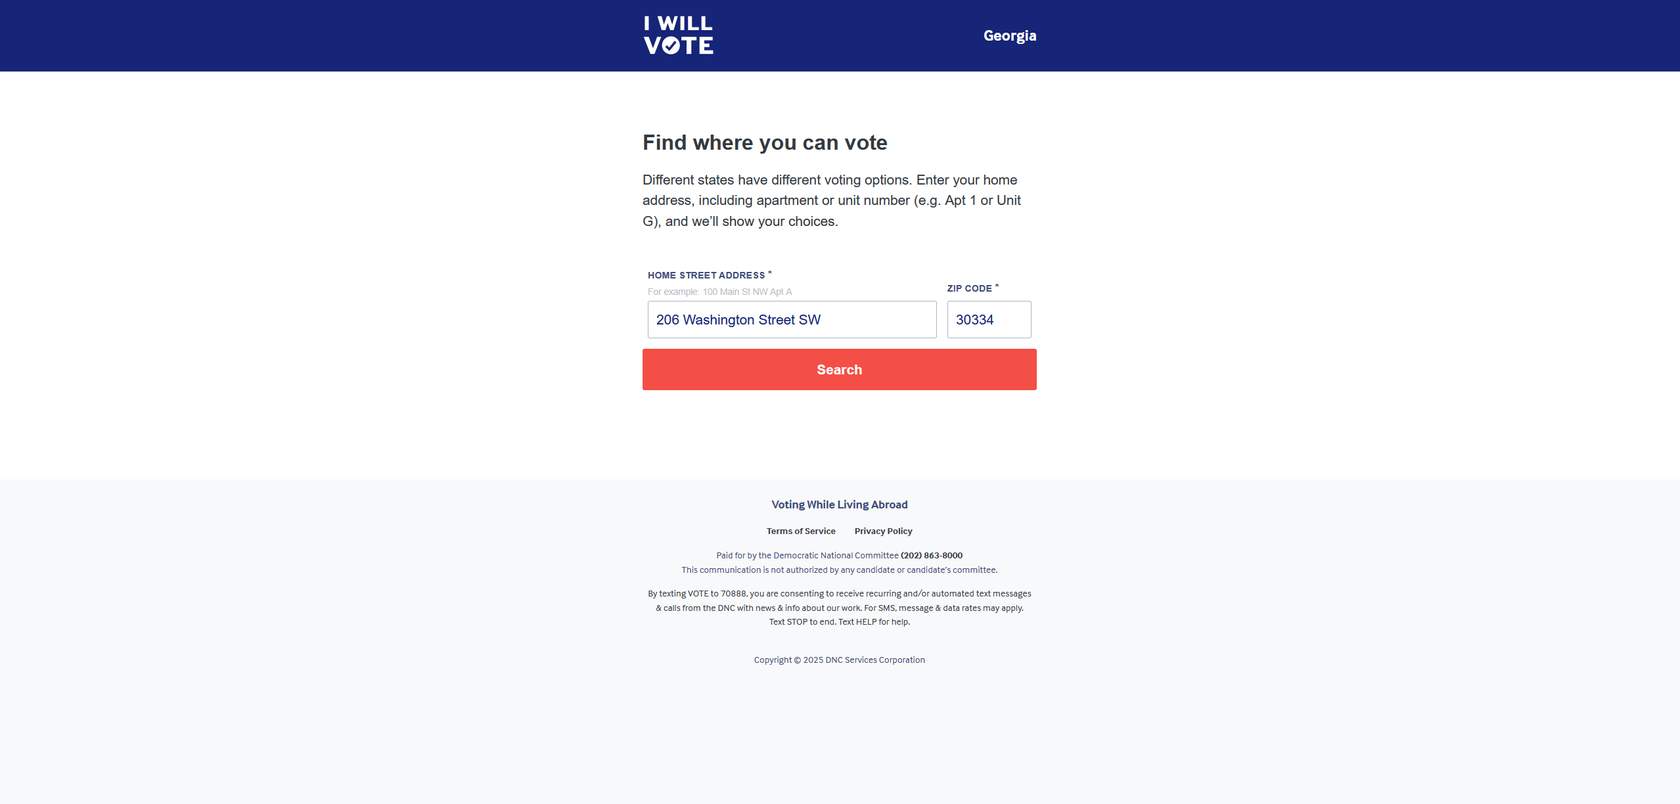 I WILL
VOTE
Georgia
Find where you can vote
Different states have different voting options. Enter your home
address, including apartment or unit number (e.g. Apt 1 or Unit
G), and we’ll show your choices.
HOME STREET ADDRESS *
For example: 100 Main St NW Apt A
ZIP CODE *
206 Washington Street SW
30334
Search
Voting While Living Abroad
Terms of Service Privacy Policy
Paid for by the Democratic National Committee (202) 863-8000
This communication is not authorized by any candidate or candidate's committee.
By texting VOTE to 70888, you are consenting to receive recurring and/or automated text messages
& calls from the DNC with news & info about our work. For SMS, message & data rates may apply.
Text STOP to end. Text HELP for help.
Copyright © 2025 DNC Services Corporation